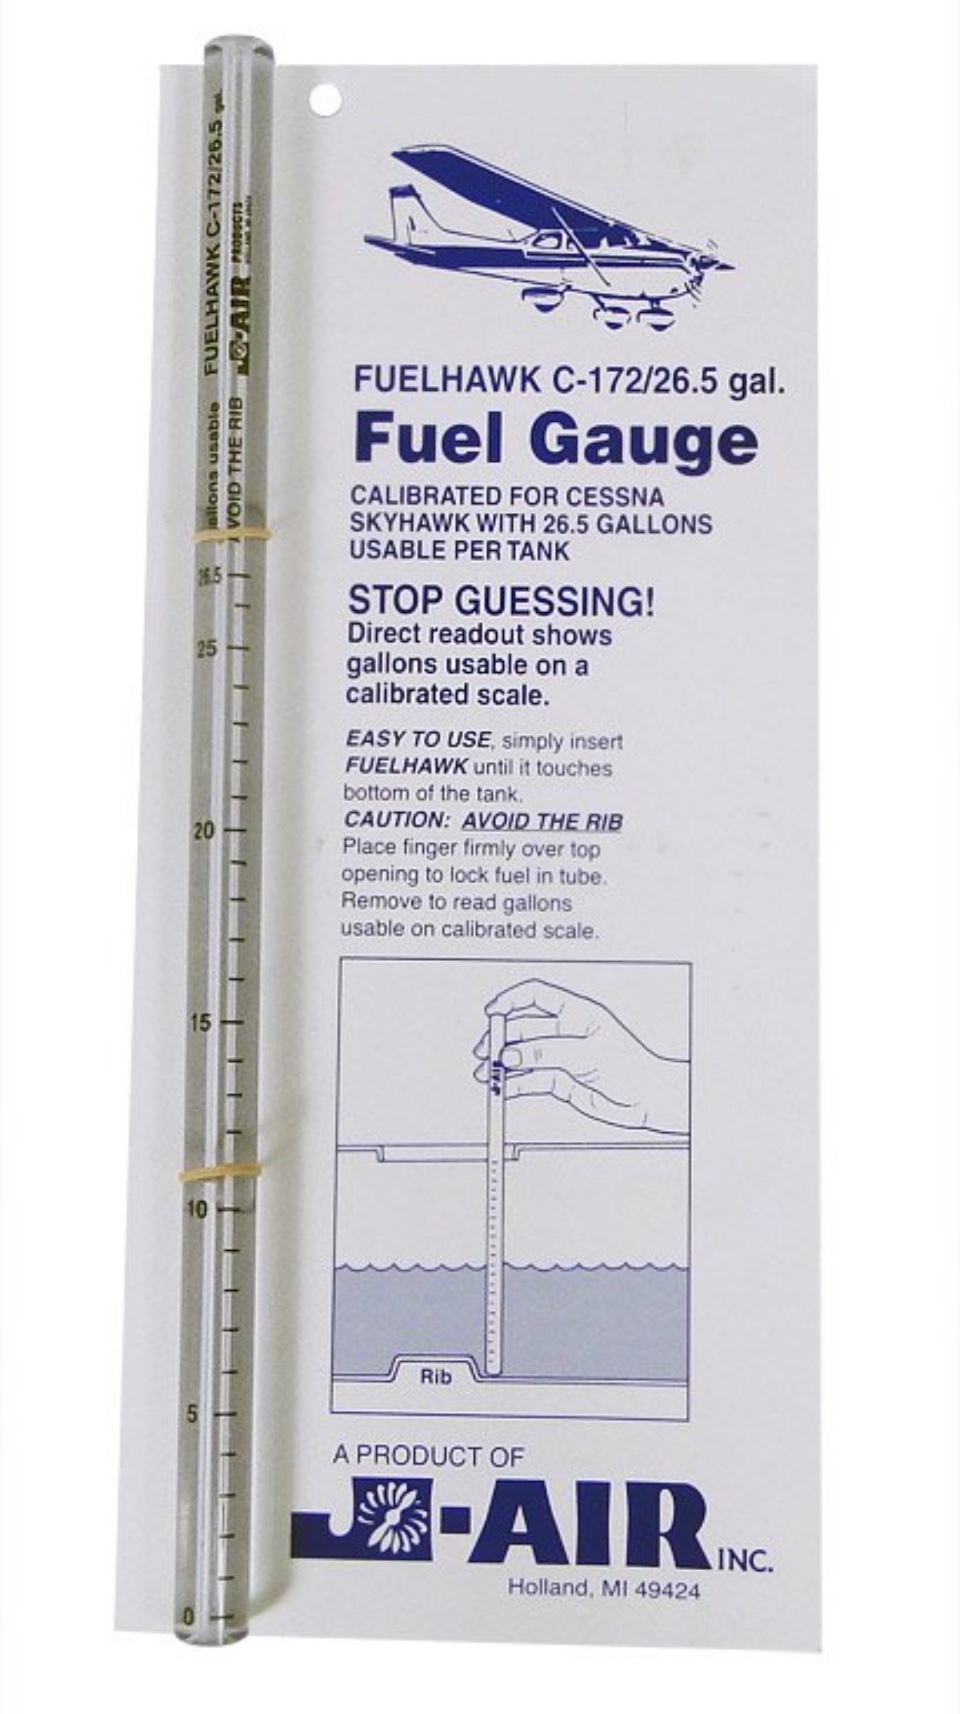 FUELHAWK C-172/26.5 gal.
J-AIR PRODUCTS
gallons usable
AVOID THE RIB
26.5
25
20
15
10
5
0
FUELHAWK C-172/26.5 gal.
Fuel Gauge
CALIBRATED FOR CESSNA
SKYHAWK WITH 26.5 GALLONS
USABLE PER TANK
STOP GUESSING!
Direct readout shows
gallons usable on a
calibrated scale.
EASY TO USE, simply insert
FUELHAWK until it touches
bottom of the tank.
CAUTION: AVOID THE RIB
Place finger firmly over top
opening to lock fuel in tube.
Remove to read gallons
usable on calibrated scale.
J-AIR
Rib
A PRODUCT OF
J-AIR INC.
Holland, MI 49424